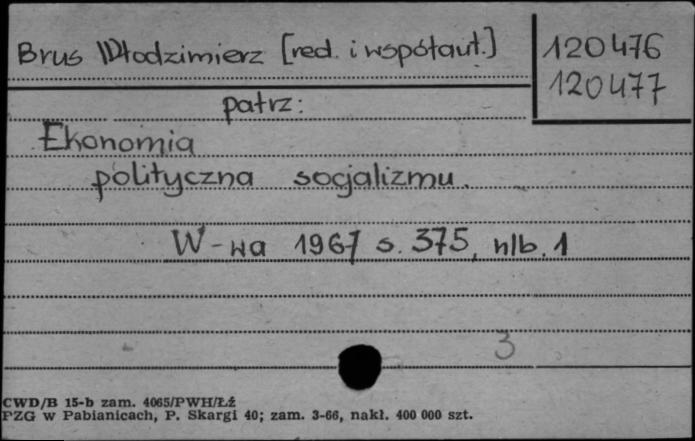 Brus Włodzimierz [red. i współaut.]
120476
120477
patrz:
Ekonomia
polityczna socjalizmu.
W-wa 1967 s. 375, nlb. 1
3
CWD/B 15-b zam. 4065/PWH/Łź
PZG w Pabianicach, P. Skargi 40; zam. 3-66, nakł. 400 000 szt.